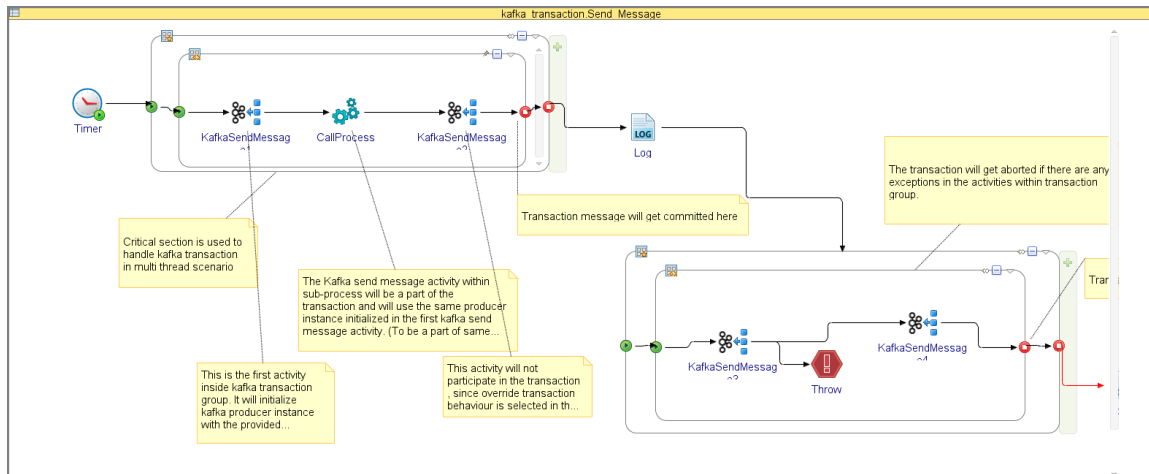 kafka_transaction.Send_Message
Timer
KafkaSendMessag
CallProcess
KafkaSendMessag
LOG
Log
The transaction will get aborted if there are any
exceptions in the activities within transaction
group.
Transaction message will get committed here
Critical section is used to
handle kafka transaction
in multi thread scenario
The Kafka send message activity within
sub-process will be a part of the
transaction and will use the same producer
instance initialized in the first kafka send
message activity. (To be a part of same...
This is the first activity
inside kafka transaction
group. It will initialize
kafka producer instance
with the provided...
This activity will not
participate in the transaction
, since override transaction
behaviour is selected in th...
KafkaSendMessag
Throw
KafkaSendMessag